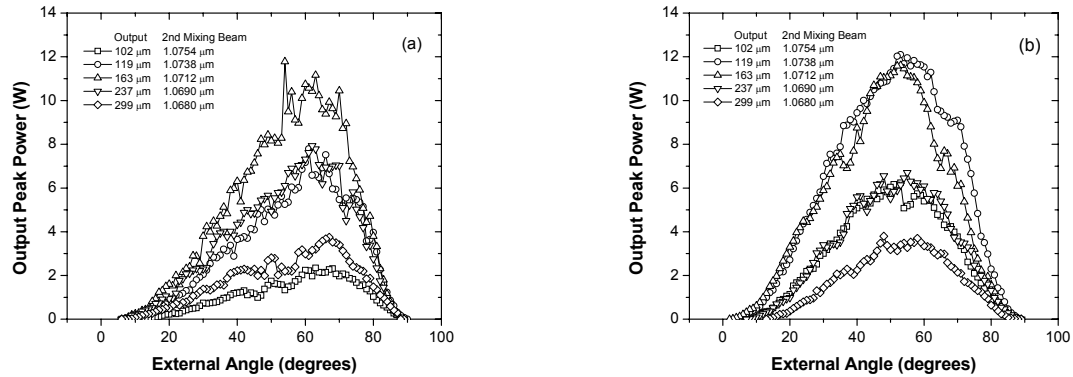 (a)
Output 2nd Mixing Beam
102 μm 1.0754 μm
119 μm 1.0738 μm
163 μm 1.0712 μm
237 μm 1.0690 μm
299 μm 1.0680 μm
Output Peak Power (W)
14
12
10
8
6
4
2
0
0 20 40 60 80 100
External Angle (degrees)
(b)
Output 2nd Mixing Beam
102 μm 1.0754 μm
119 μm 1.0738 μm
163 μm 1.0712 μm
237 μm 1.0690 μm
299 μm 1.0680 μm
Output Peak Power (W)
14
12
10
8
6
4
2
0
0 20 40 60 80 100
External Angle (degrees)